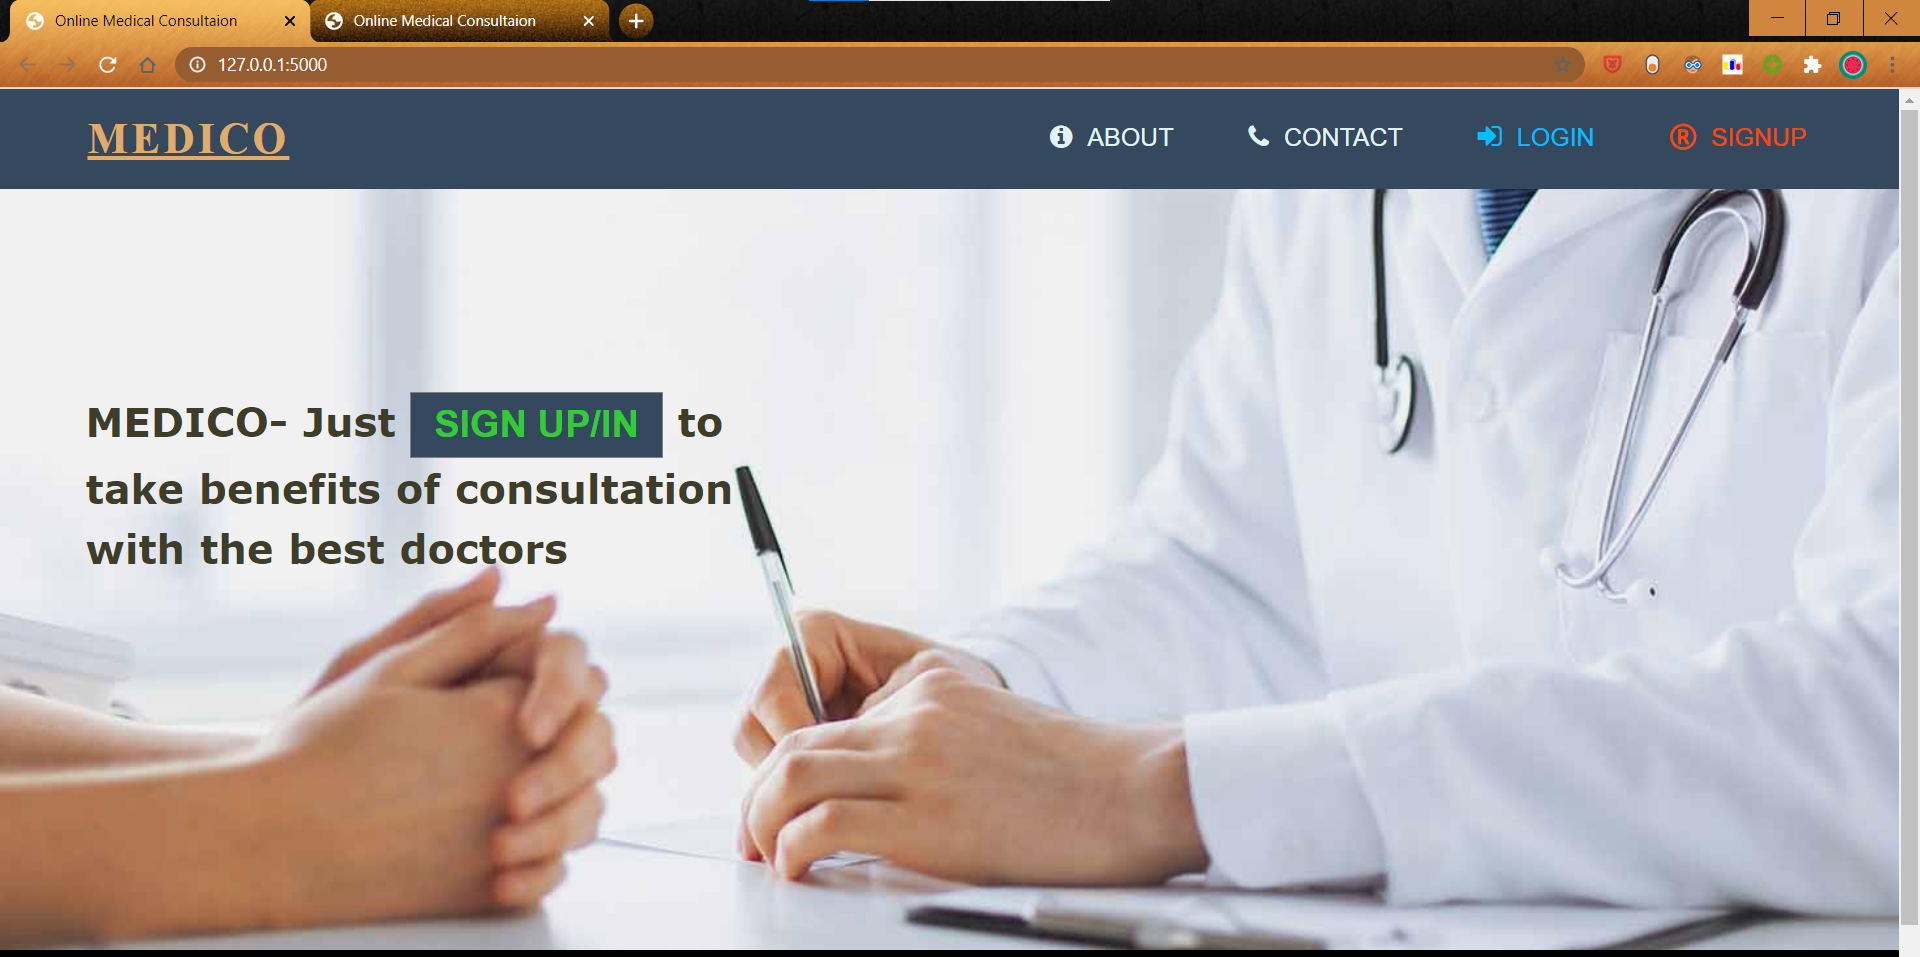 Online Medical Consultaion
Online Medical Consultaion
127.0.0.1:5000
MEDICO
ABOUT
CONTACT
LOGIN
® SIGNUP
MEDICO- Just SIGN UP/IN to
take benefits of consultation
with the best doctors